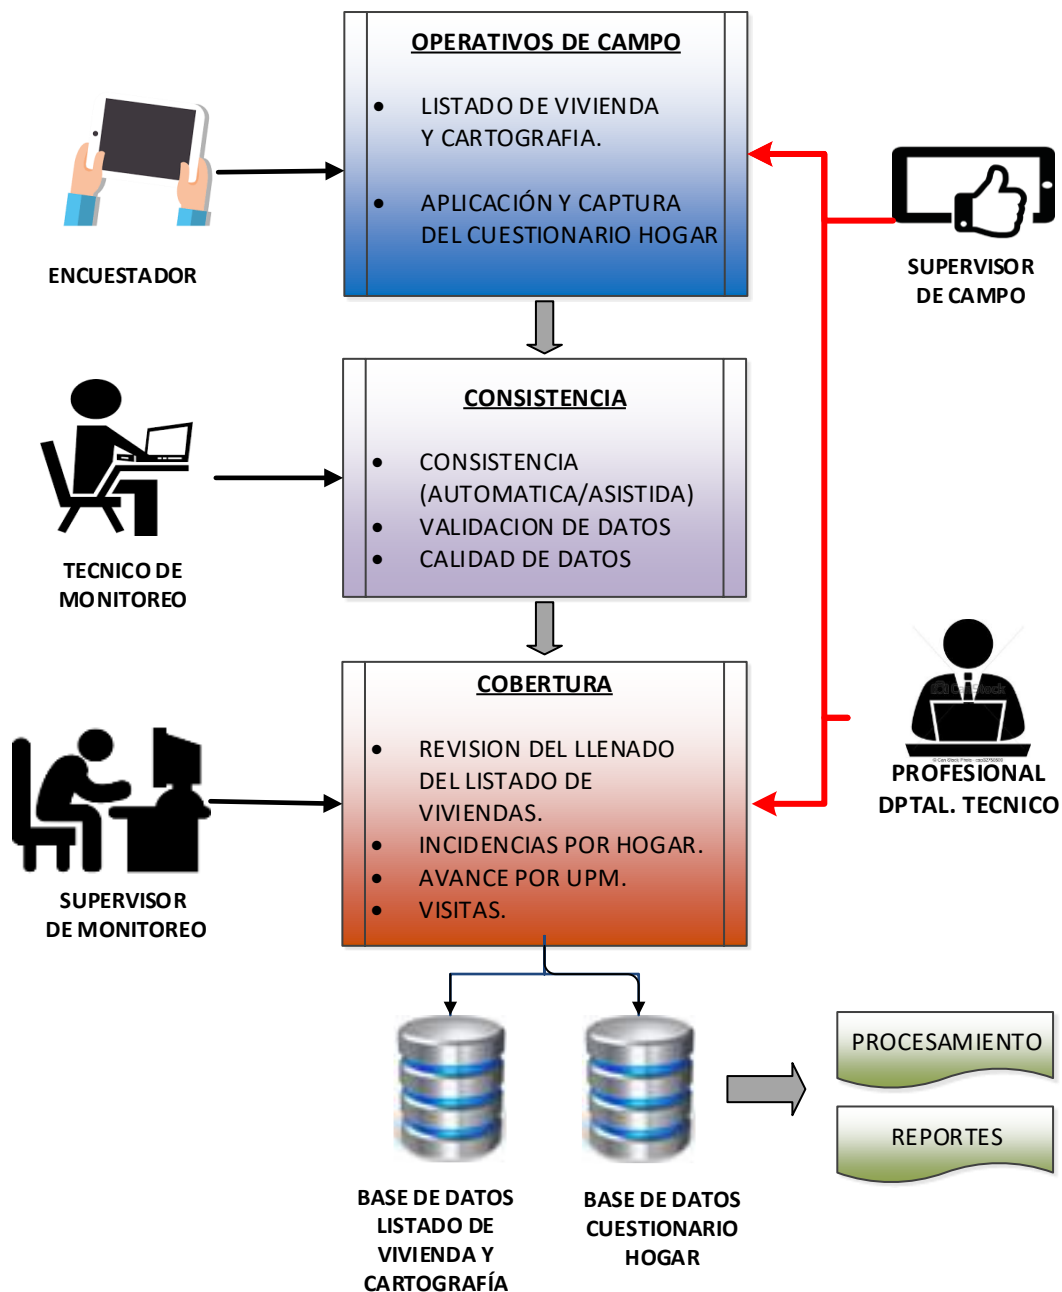 OPERATIVOS DE CAMPO
• LISTADO DE VIVIENDA
Y CARTOGRAFIA.
• APLICACIÓN Y CAPTURA
DEL CUESTIONARIO HOGAR
ENCUESTADOR
SUPERVISOR
DE CAMPO
CONSISTENCIA
• CONSISTENCIA
(AUTOMATICA/ASISTIDA)
• VALIDACION DE DATOS
• CALIDAD DE DATOS
TECNICO DE
MONITOREO
COBERTURA
• REVISION DEL LLENADO
DEL LISTADO DE
VIVIENDAS.
• INCIDENCIAS POR HOGAR.
• AVANCE POR UPM.
• VISITAS.
SUPERVISOR
DE MONITOREO
CanStock
PROFESIONAL
DPTAL. TECNICO
PROCESAMIENTO
REPORTES
BASE DE DATOS
LISTADO DE
VIVIENDA Y
CARTOGRAFÍA
BASE DE DATOS
CUESTIONARIO
HOGAR